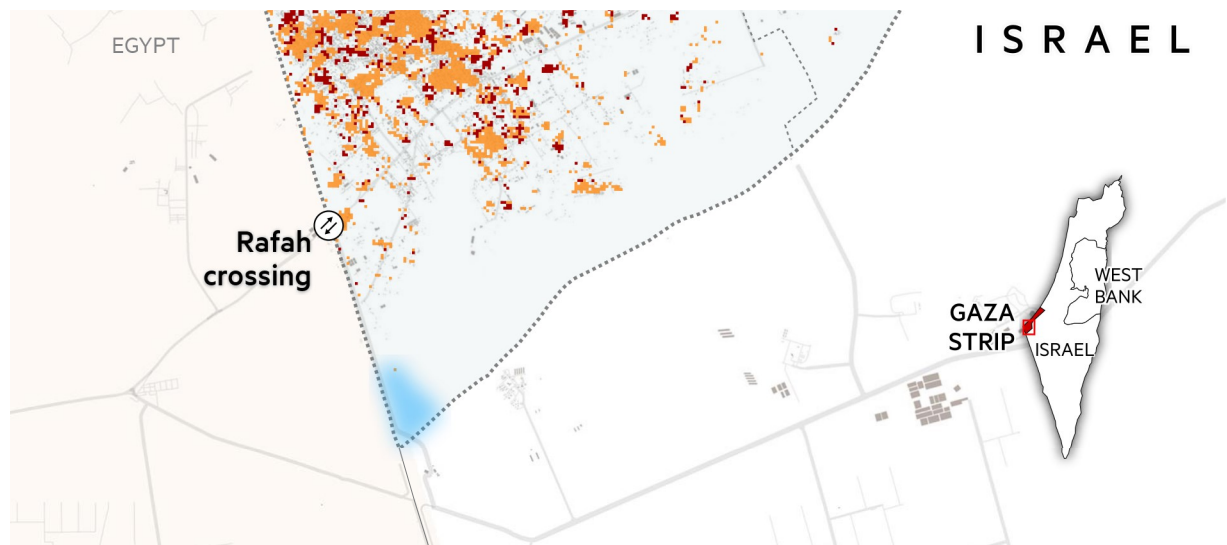 EGYPT
ISRAEL
Rafah
crossing
WEST
BANK
GAZA
STRIP
ISRAEL